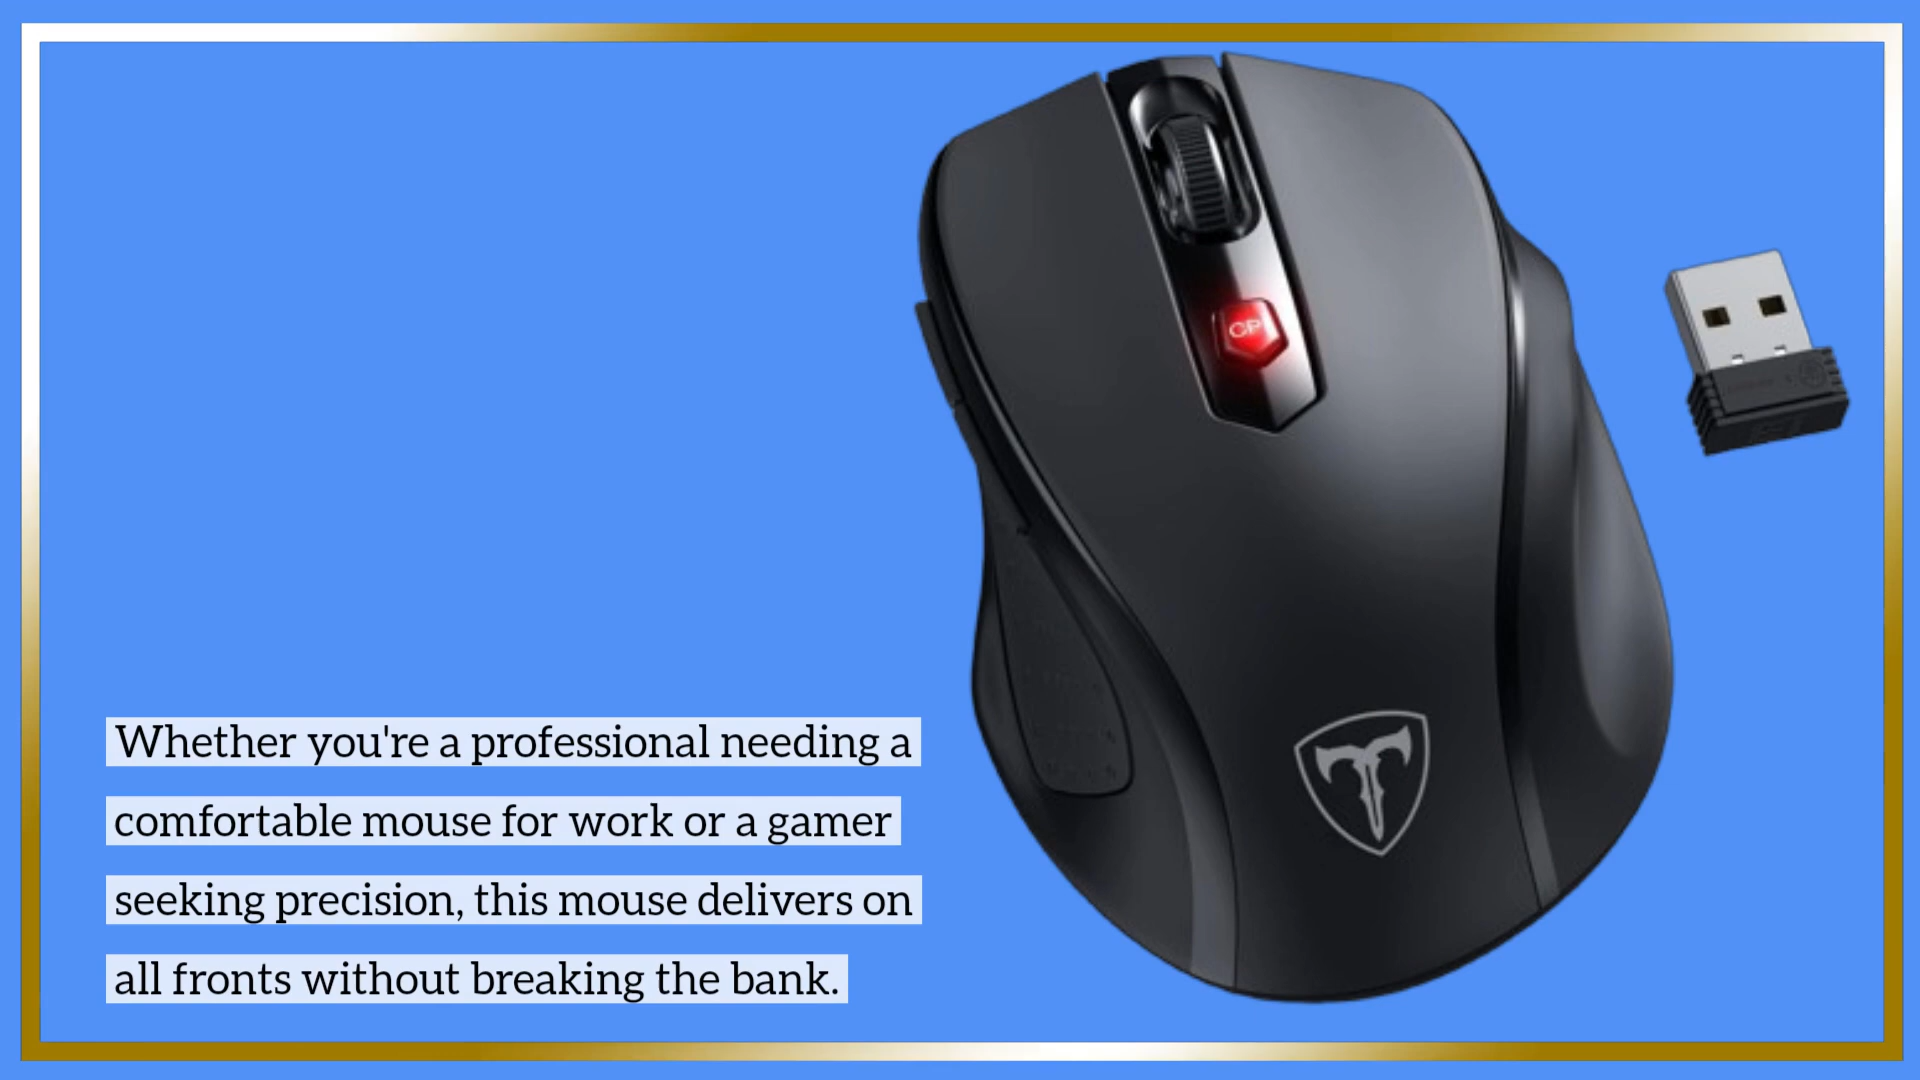 CPI
Whether you're a professional needing a
comfortable mouse for work or a gamer
seeking precision, this mouse delivers on
all fronts without breaking the bank.